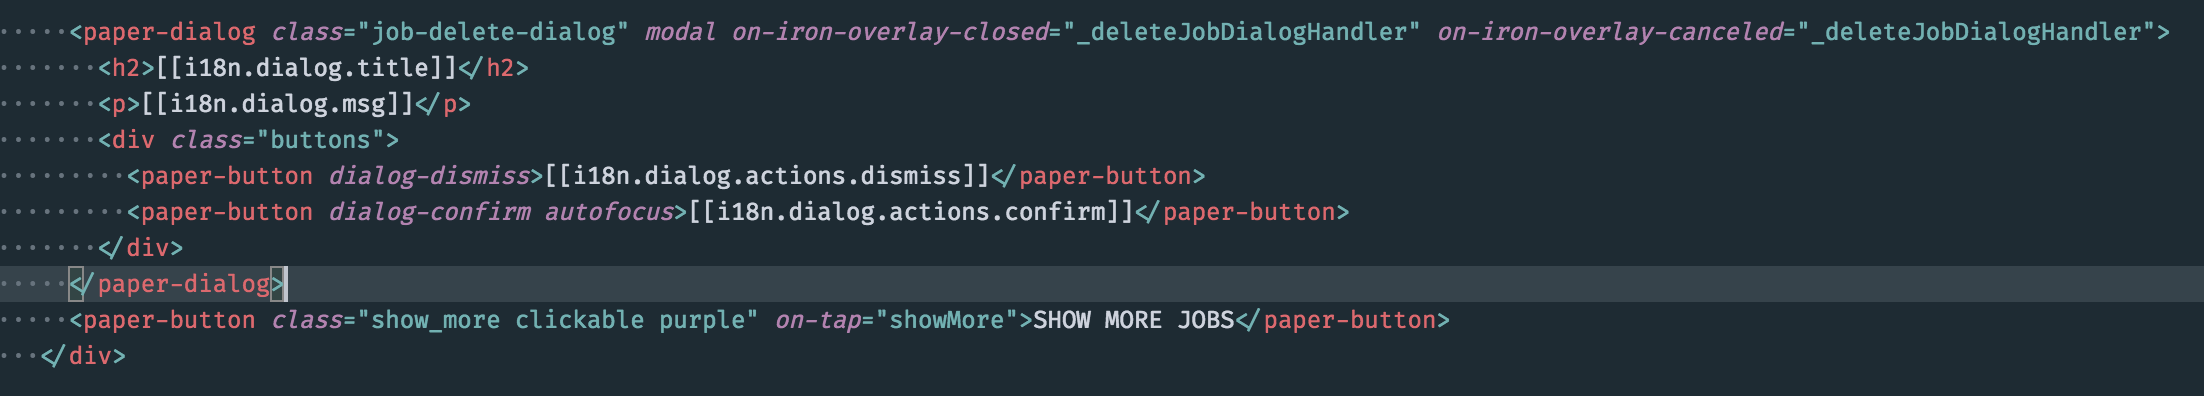 <paper-dialog class="job-delete-dialog" modal on-iron-overlay-closed="_deleteJobDialogHandler" on-iron-overlay-canceled="_deleteJobDialogHandler">
<h2>[[i18n.dialog.title]]</h2>
<p>[[i18n.dialog.msg]]</p>
<div class="buttons">
<paper-button dialog-dismiss>[[i18n.dialog.actions.dismiss]]</paper-button>
<paper-button dialog-confirm autofocus>[[i18n.dialog.actions.confirm]]</paper-button>
</div>
</paper-dialog>
<paper-button class="show_more clickable purple" on-tap="showMore">SHOW MORE JOBS</paper-button>
</div>